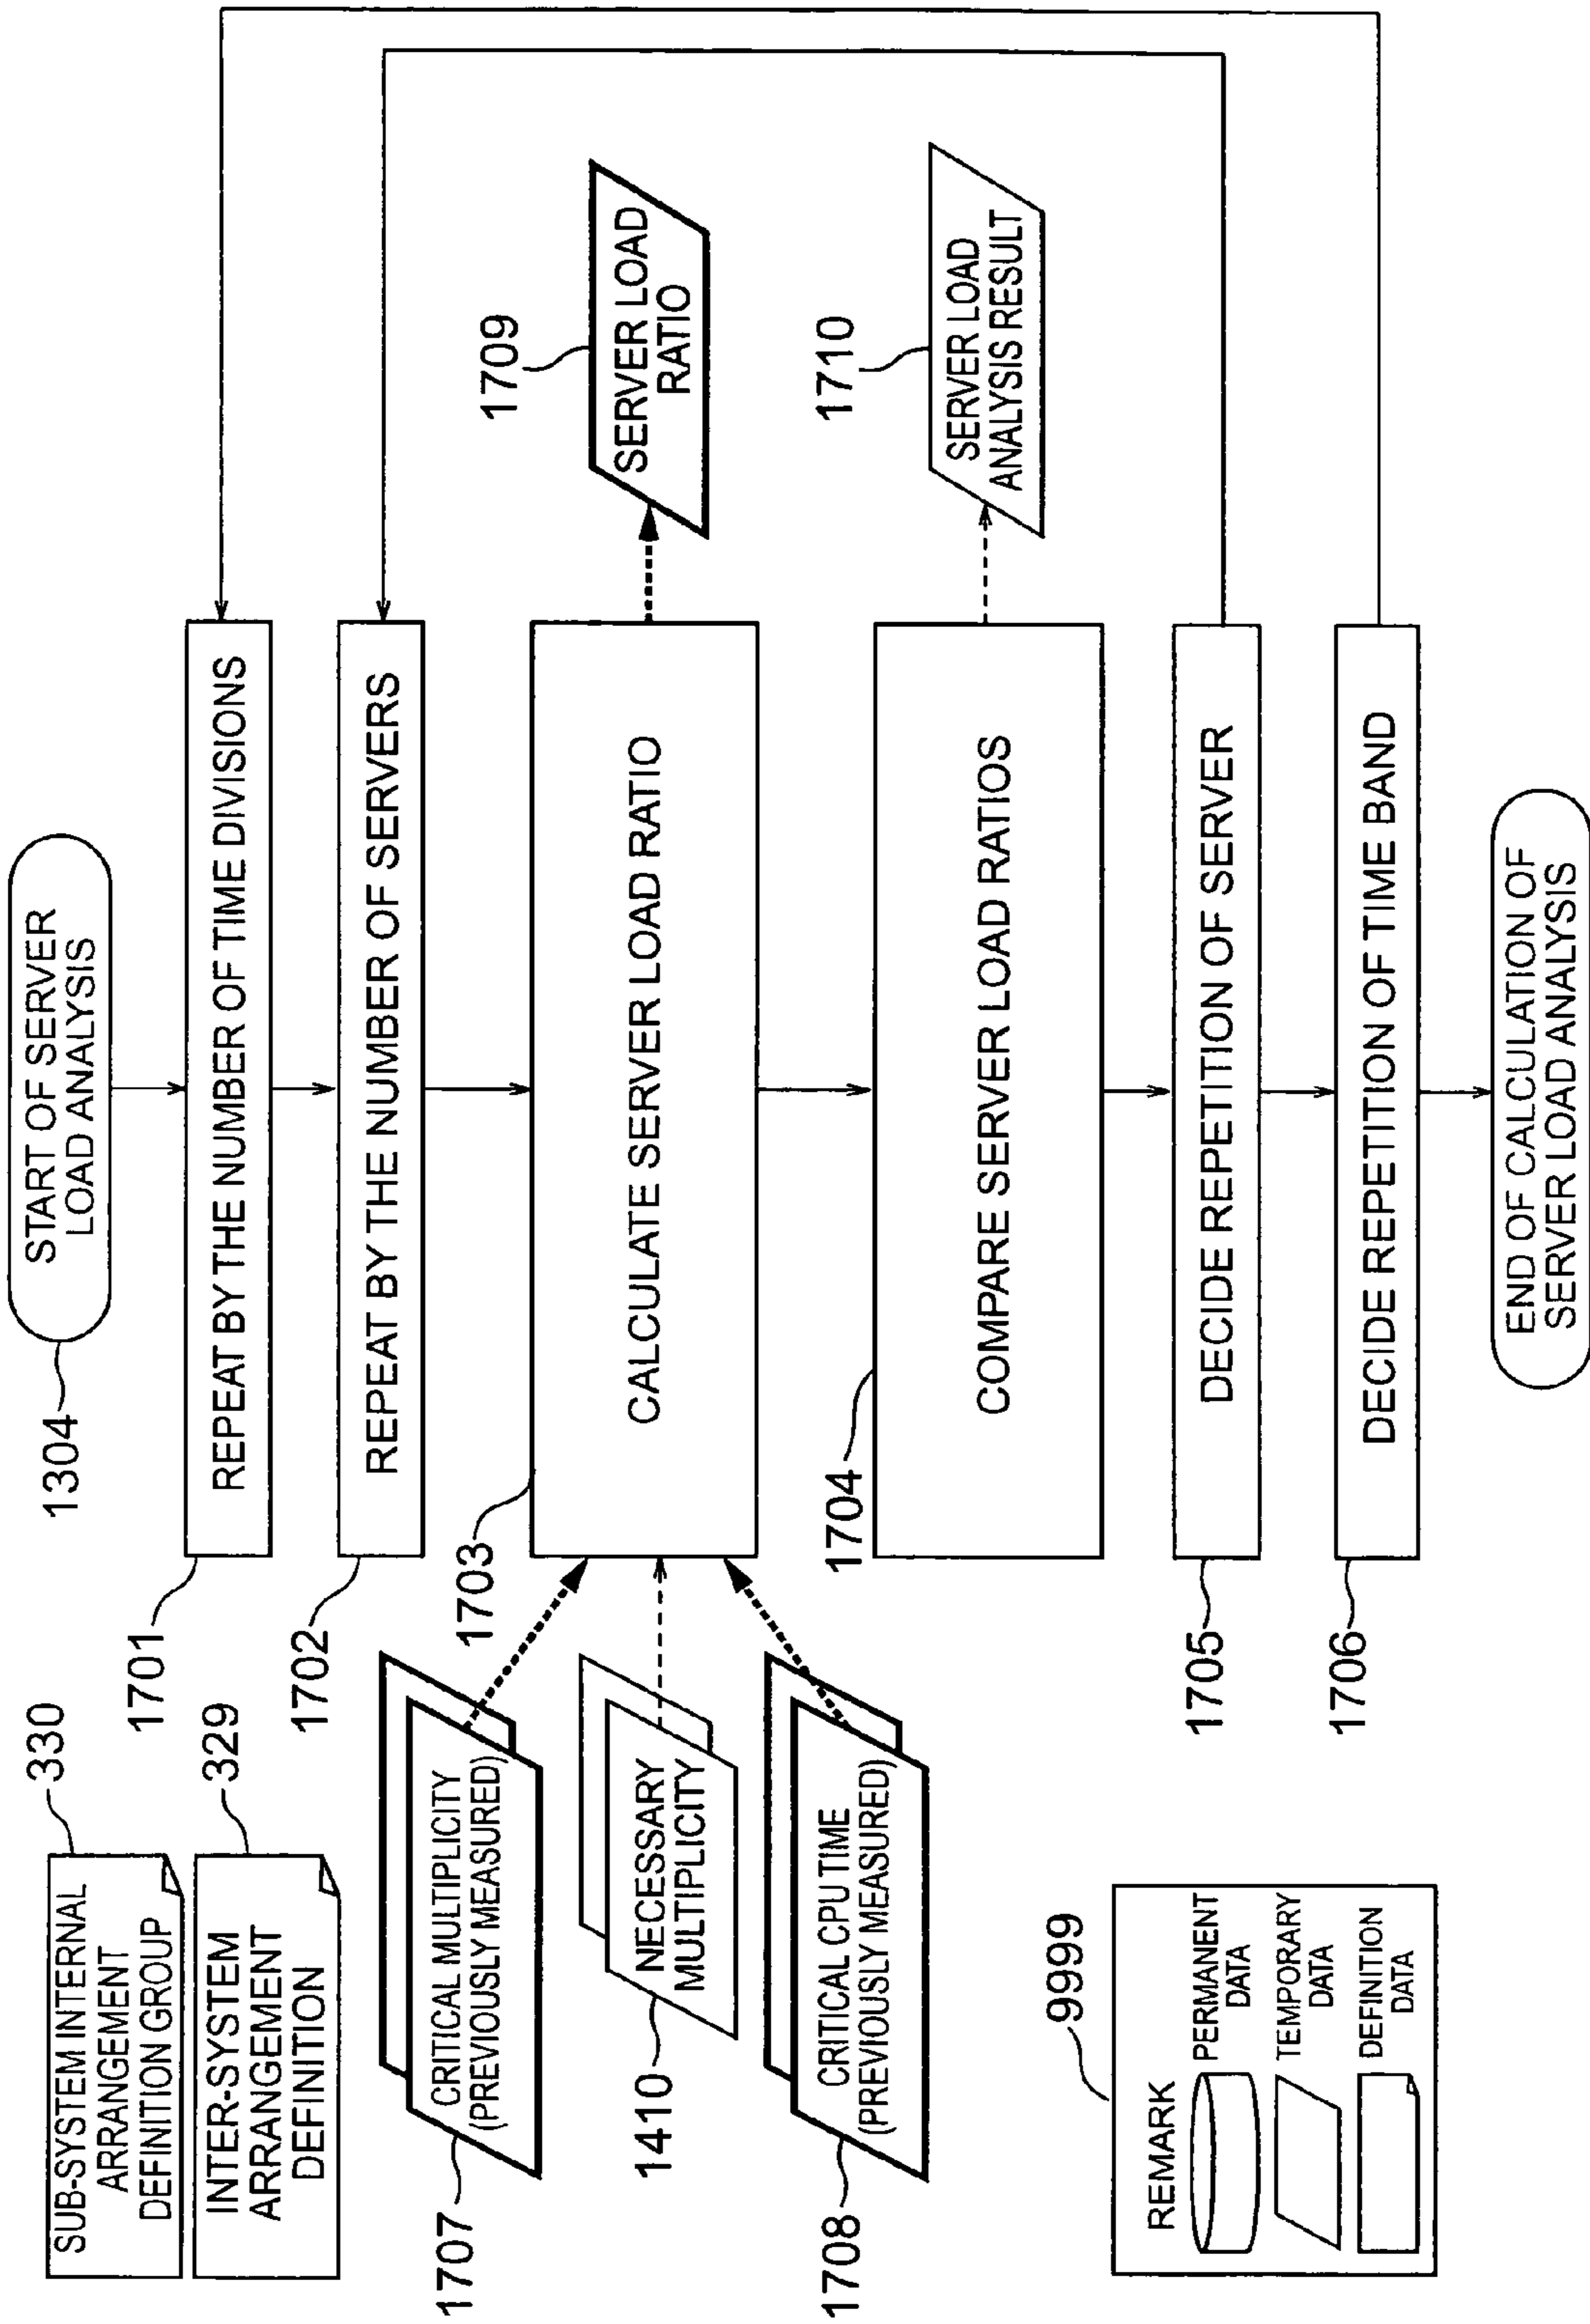 330
SUB-SYSTEM INTERNAL
ARRANGEMENT
DEFINITION GROUP
329
INTER-SYSTEM
ARRANGEMENT
DEFINITION
1304
START OF SERVER
LOAD ANALYSIS
1701
REPEAT BY THE NUMBER OF TIME DIVISIONS
1702
REPEAT BY THE NUMBER OF SERVERS
1707
CRITICAL MULTIPLICITY
(PREVIOUSLY MEASURED)
1410
NECESSARY
MULTIPLICITY
1708
CRITICAL CPU TIME
(PREVIOUSLY MEASURED)
1703
CALCULATE SERVER LOAD RATIO
1709
SERVER LOAD
RATIO
1704
COMPARE SERVER LOAD RATIOS
1710
SERVER LOAD
ANALYSIS RESULT
1705
DECIDE REPETITION OF SERVER
1706
DECIDE REPETITION OF TIME BAND
END OF CALCULATION OF
SERVER LOAD ANALYSIS
9999
REMARK
PERMANENT
DATA
TEMPORARY
DATA
DEFINITION
DATA